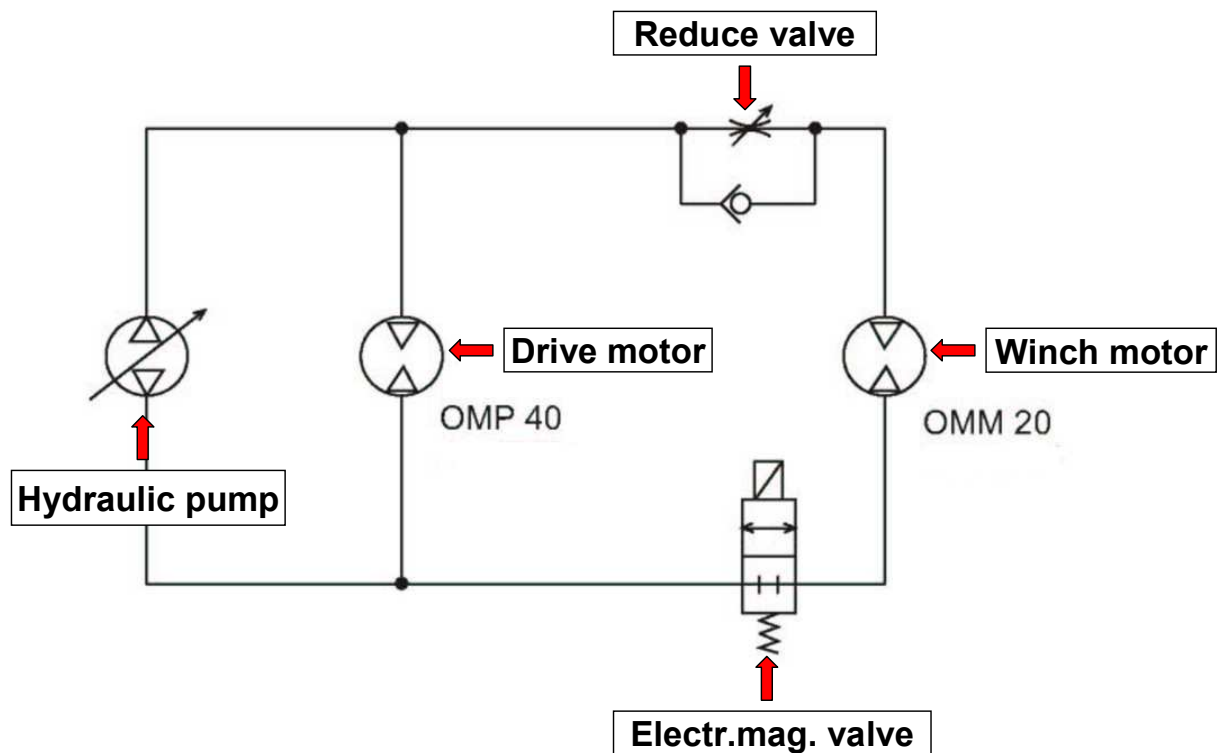 Reduce valve
Drive motor
Winch motor
OMP 40
OMM 20
Hydraulic pump
Electr.mag. valve